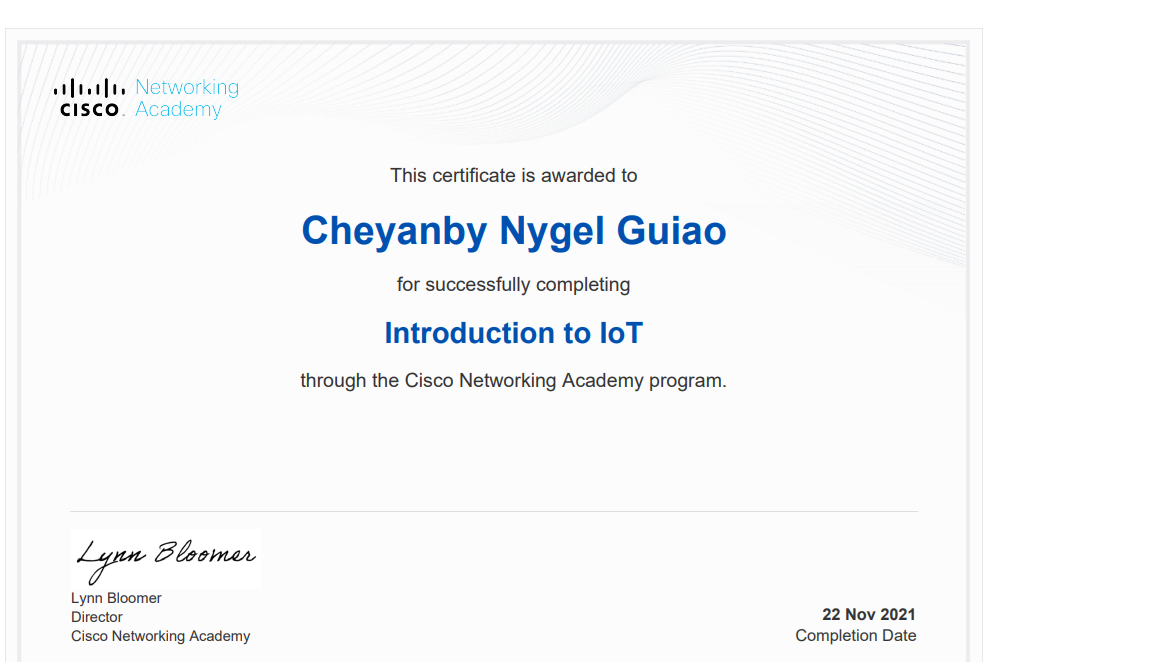 Networking
CISCO. Academy
This certificate is awarded to
Cheyanby Nygel Guiao
for successfully completing
Introduction to IoT
through the Cisco Networking Academy program.
Lynn Bloomer
Lynn Bloomer
Director
Cisco Networking Academy
22 Nov 2021
Completion Date